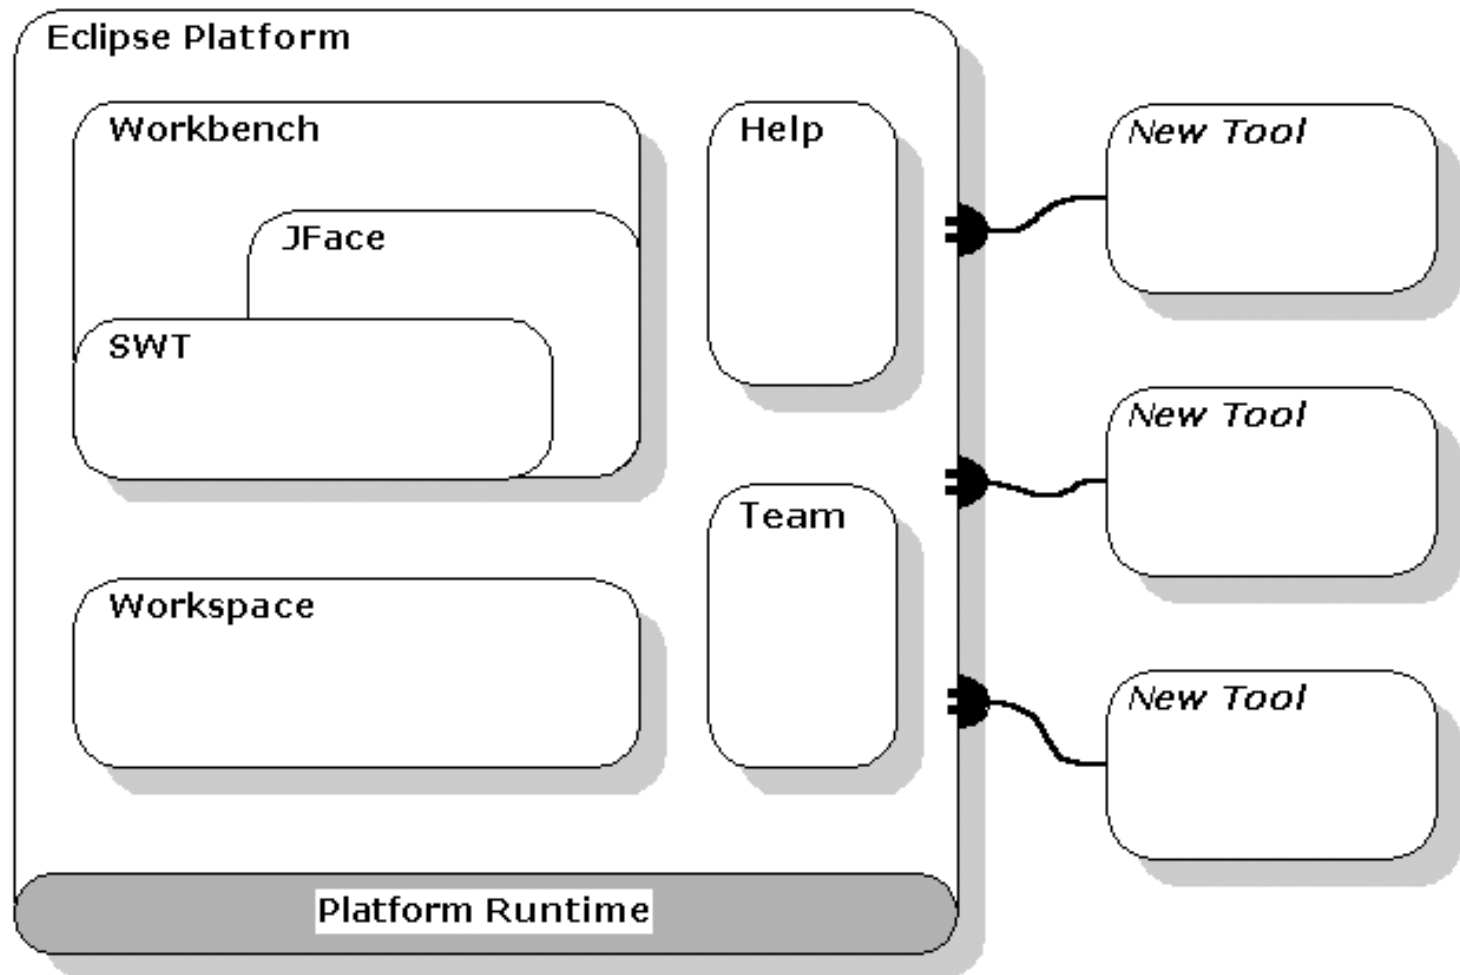 Eclipse Platform
Workbench
JFace
SWT
Help
Team
Workspace
Platform Runtime
New Tool
New Tool
New Tool